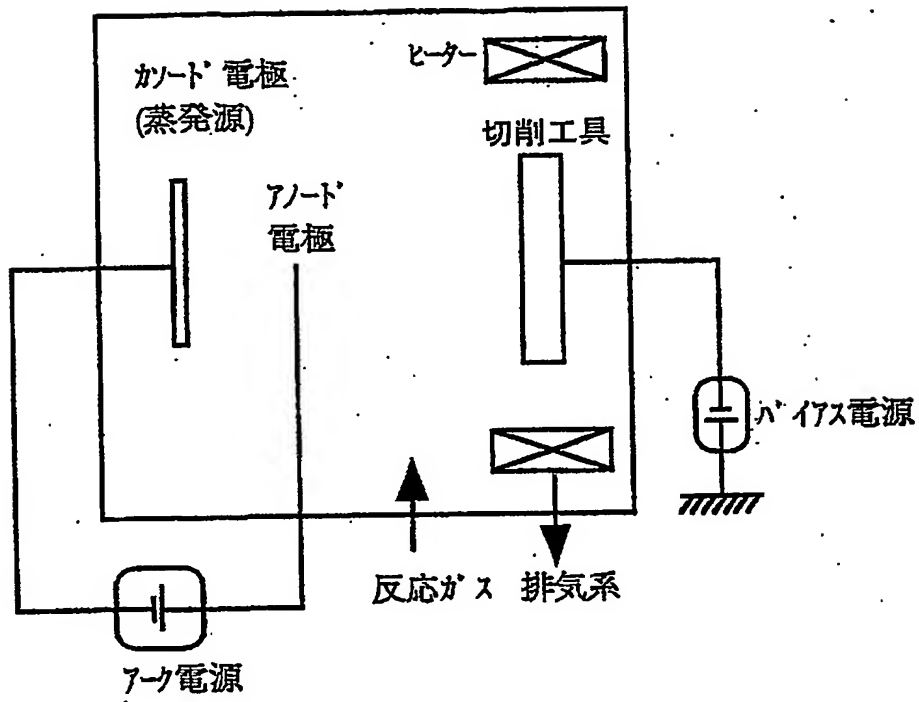 ヒーター
ｶｿｰﾄﾞ電極
(蒸発源)
切削工具
ｱﾉｰﾄﾞ
電極
ﾊﾞｲｱｽ電源
反応ｶﾞｽ 排気系
ｱｰｸ電源